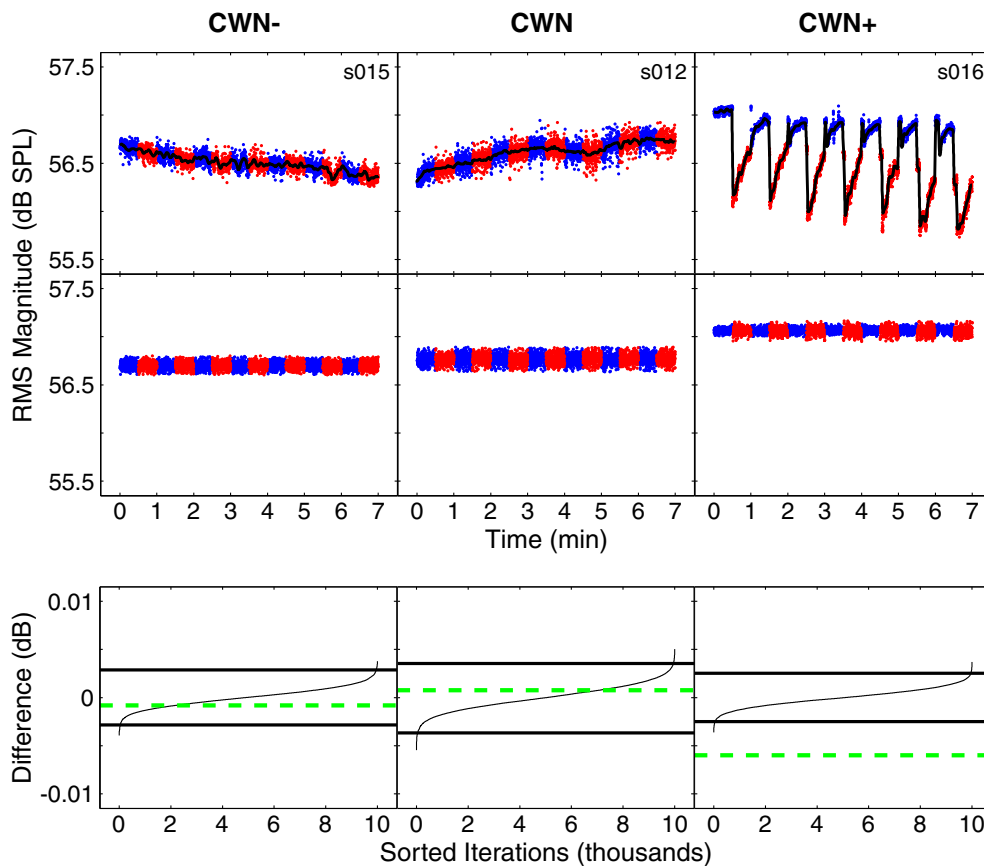 CWN- CWN CWN+
57.5
s015 s012 s016
56.5
55.5
57.5
56.5
55.5
RMS Magnitude (dB SPL)
0 1 2 3 4 5 6 7 0 1 2 3 4 5 6 7 0 1 2 3 4 5 6 7
Time (min)
0.01
0
-0.01
Difference (dB)
0 2 4 6 8 10 0 2 4 6 8 10 0 2 4 6 8 10
Sorted Iterations (thousands)